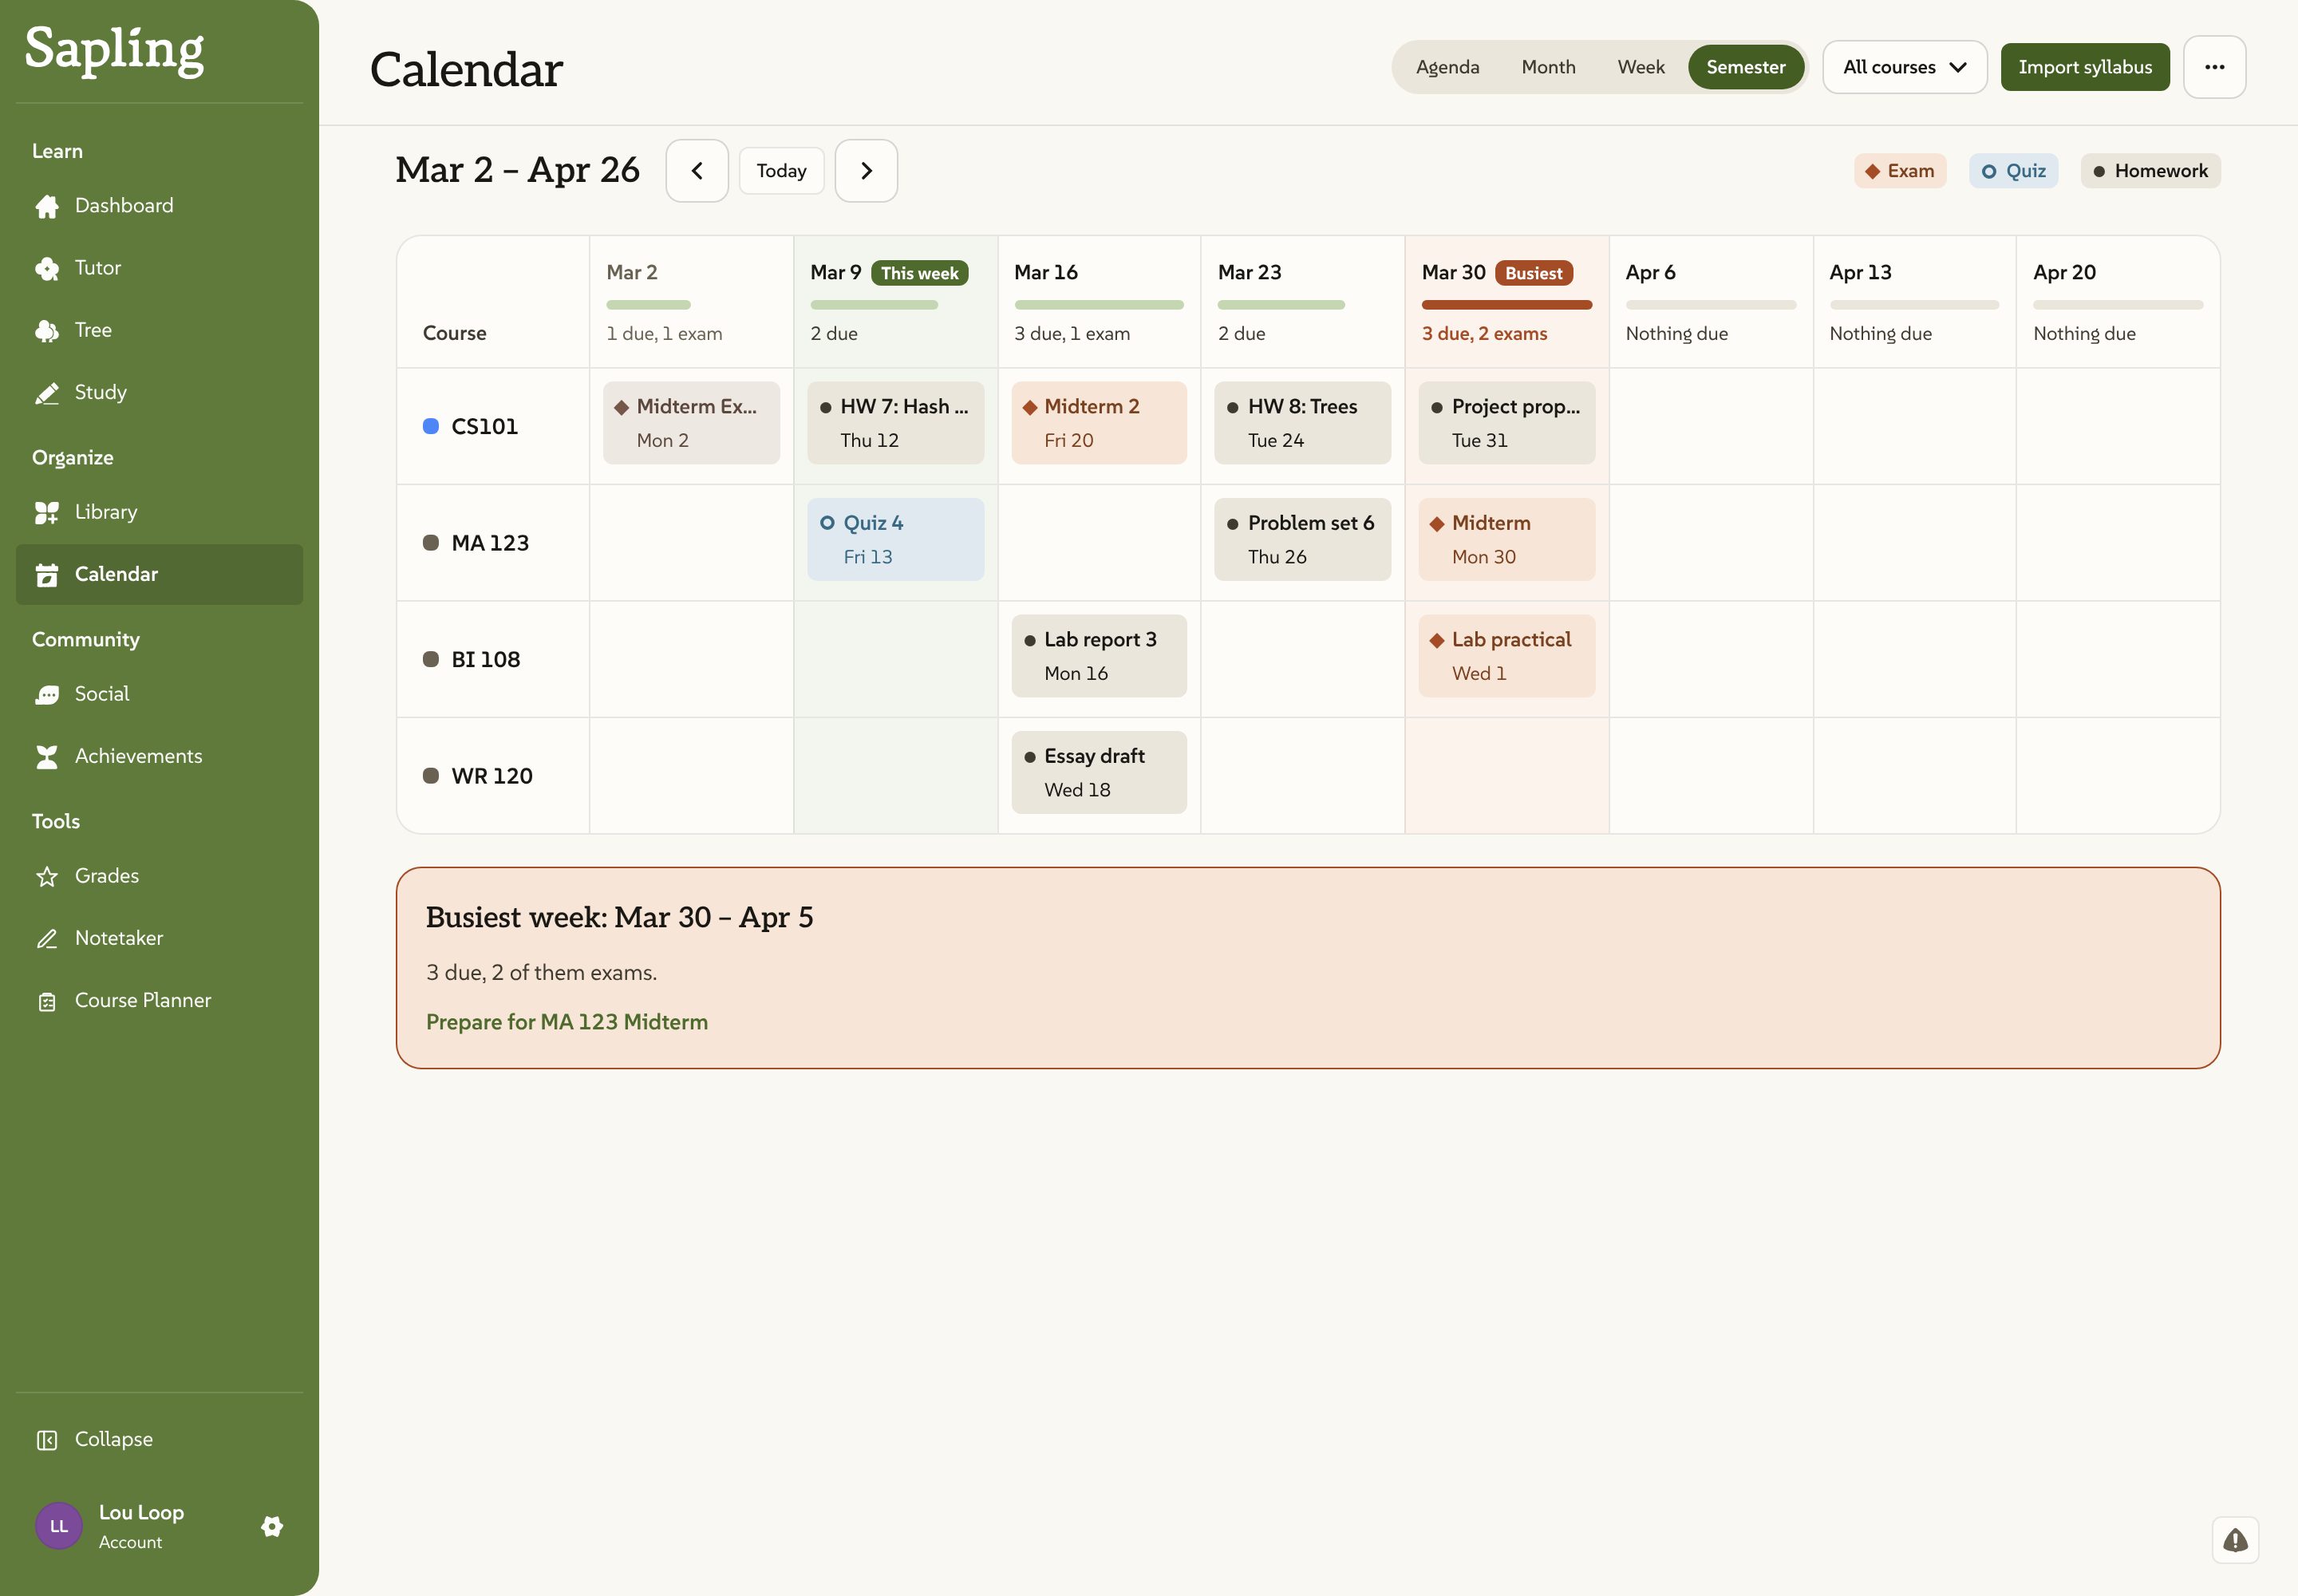 Sapling
Learn
Dashboard
Tutor
Tree
Study
Organize
Library
Calendar
Community
Social
Achievements
Tools
Grades
Notetaker
Course Planner
Collapse
LL
Lou Loop
Account
Calendar
Agenda Month Week Semester All courses Import syllabus
Mar 2 – Apr 26 Today
Exam Quiz Homework
Course
Mar 2
1 due, 1 exam
Mar 9 This week
2 due
Mar 16
3 due, 1 exam
Mar 23
2 due
Mar 30 Busiest
3 due, 2 exams
Apr 6
Nothing due
Apr 13
Nothing due
Apr 20
Nothing due
CS101
Midterm Ex...
Mon 2
HW 7: Hash ...
Thu 12
Midterm 2
Fri 20
HW 8: Trees
Tue 24
Project prop...
Tue 31
MA 123
Quiz 4
Fri 13
Problem set 6
Thu 26
Midterm
Mon 30
BI 108
Lab report 3
Mon 16
Lab practical
Wed 1
WR 120
Essay draft
Wed 18
Busiest week: Mar 30 – Apr 5
3 due, 2 of them exams.
Prepare for MA 123 Midterm